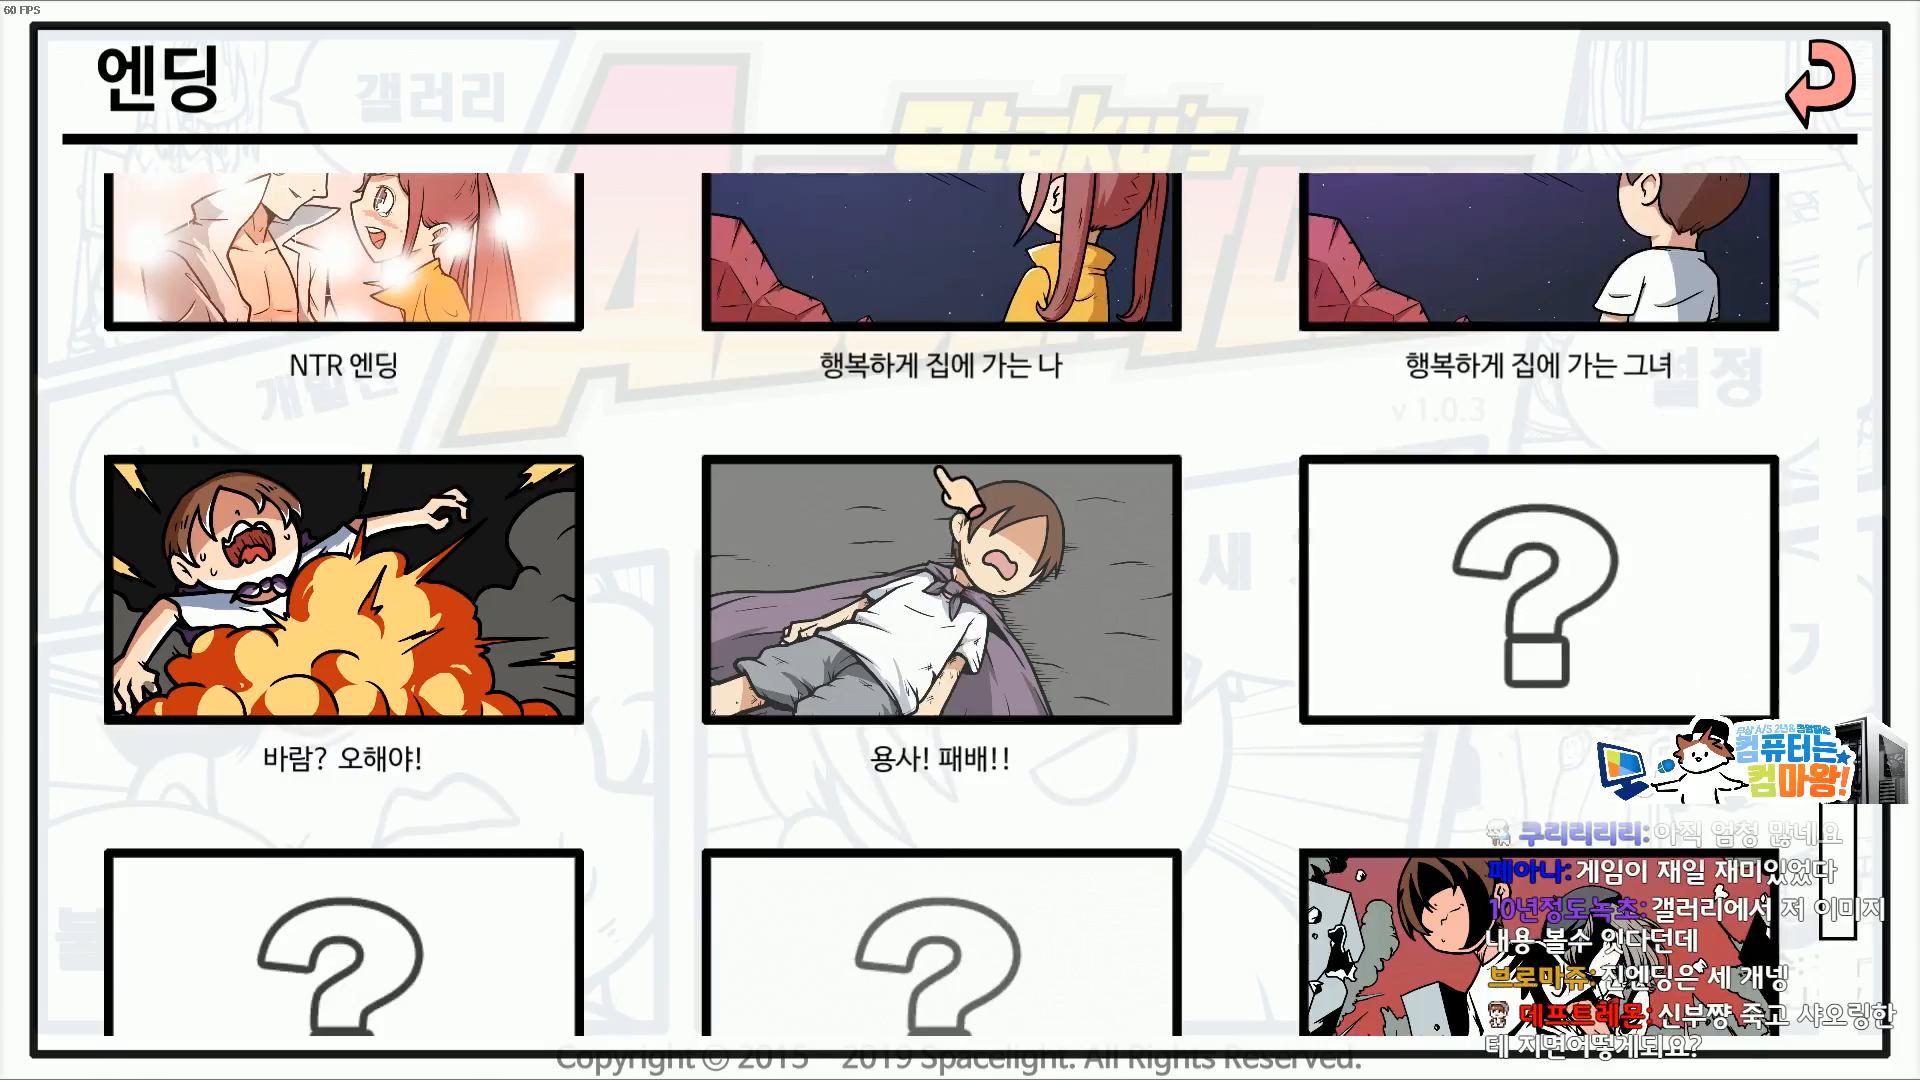 60 FPS
엔딩
갤러리
Otaku's
NTR 엔딩
행복하게 집에 가는 나
행복하게 집에 가는 그녀
설정
v 1.0.3
새
바람? 오해야!
용사! 패배!!
컴퓨터는
컴마왕!
쿠리리리리: 아직 엄청 많네요
페아나: 게임이 재일 재미있었다
10년정도녹초: 갤러리에서 저 이미지
내용 볼수 잇다던데
브로마쥬: 진엔딩은 세 개넹
데프트레몬: 신부쨩 죽고 샤오링한
테 지면어떻게되요?
Copyright © 2015 2019 Spacelight. All Rights Reserved.